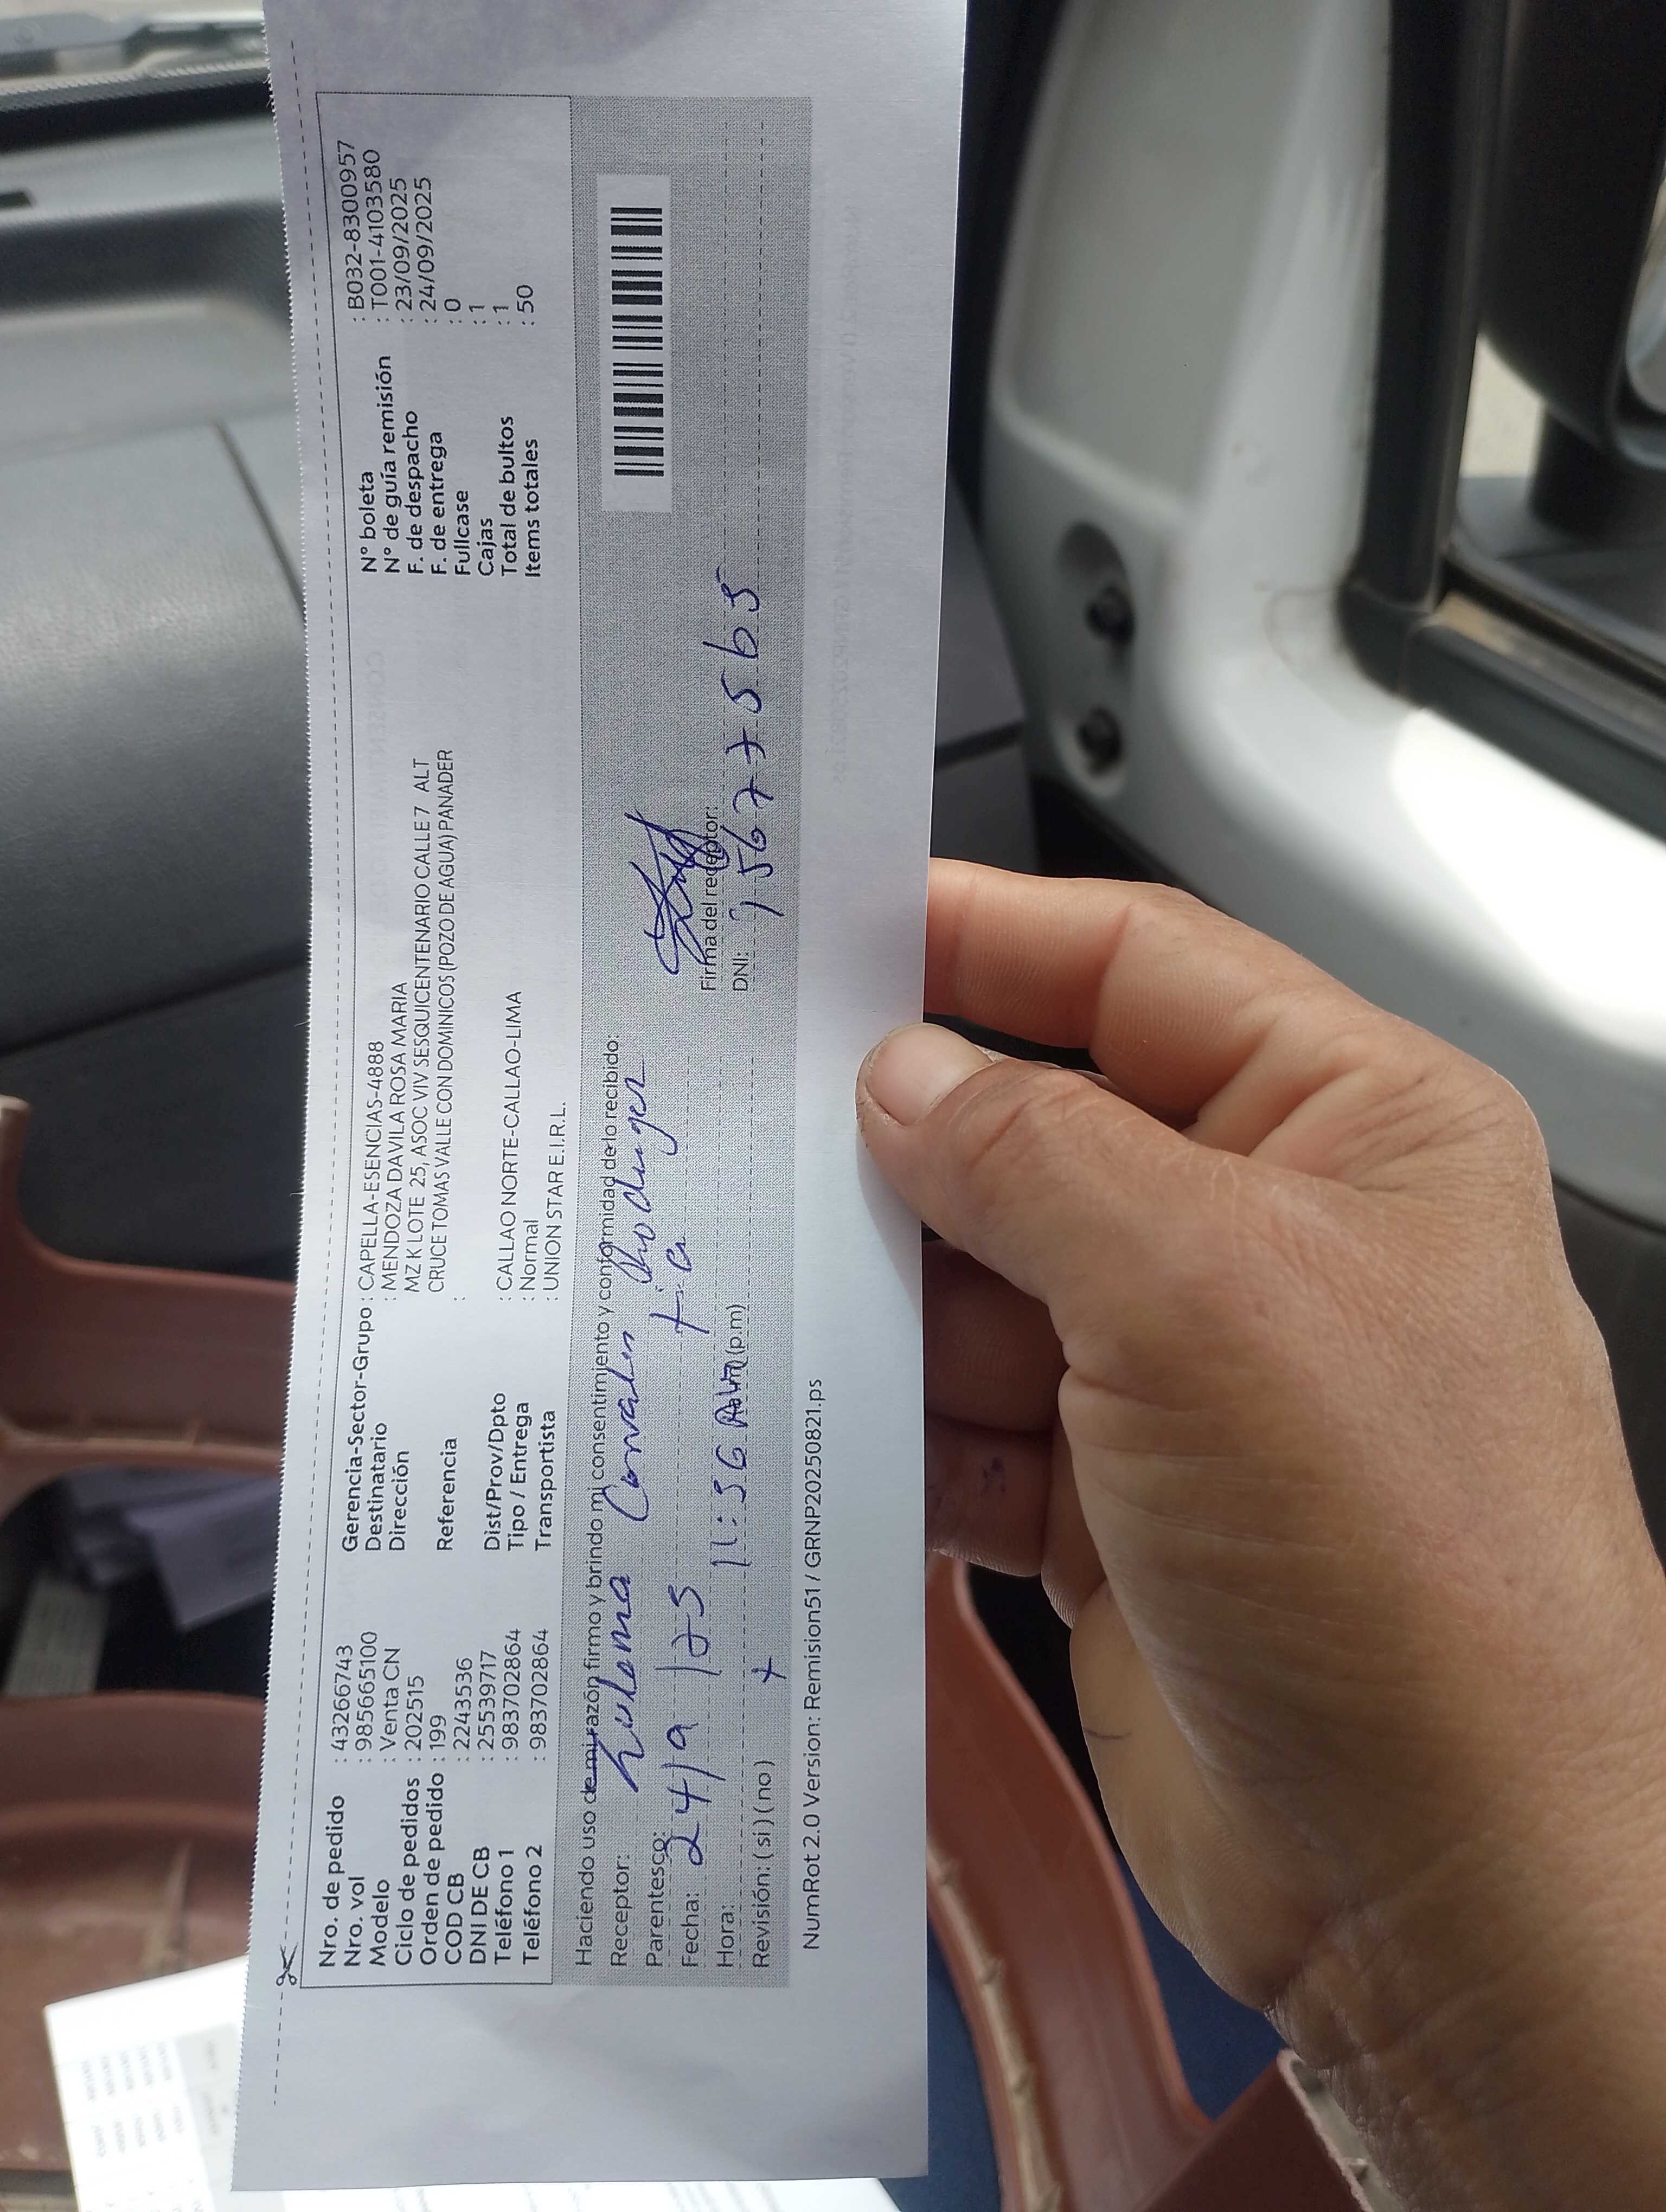 Nro. de pedido : 43266743
Nro. vol : 985665100
Modelo : Venta CN
Ciclo de pedidos : 202515
Orden de pedido : 199
COD CB : 2243536
DNI DE CB : 25539717
Teléfono 1 : 983702864
Teléfono 2 : 983702864
Gerencia-Sector-Grupo : CAPELLA-ESENCIAS-4888
Destinatario : MENDOZA DAVILA ROSA MARIA
Dirección MZ K LOTE 25, ASOC VIV SESQUICENTENARIO CALLE 7 ALT
CRUCE TOMAS VALLE CON DOMINICOS (POZO DE AGUA) PANADER
Referencia :
Dist/Prov/Dpto : CALLAO NORTE-CALLAO-LIMA
Tipo / Entrega : Normal
Transportista : UNION STAR E.I.R.L.
N° boleta : B032-8300957
N° de guía remisión : T001-4103580
F. de despacho : 23/09/2025
F. de entrega : 24/09/2025
Fullcase : 0
Cajas : 1
Total de bultos : 1
Items totales : 50
Haciendo uso de mi razón firmo y brindo mi consentimiento y conformidad de lo recibido:
Receptor:
Parentesco:
Fecha: 24/9/25
Hora: (p.m)
Revisión: ( si ) ( no )
Firma del receptor:
DNI:
NumRot 2.0 Version: Remision51 / GRNP20250821.ps